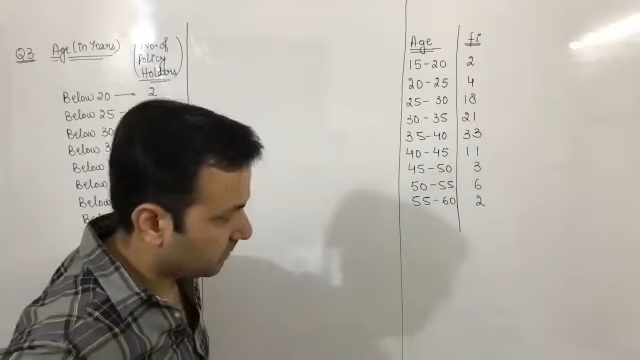 Q3 Age (in Years) (No. of Policy Holders)
Below 20 → 2
Below 25 -
Below 30
Below 3
Below
Below
Below
Be
Age fi
15-20 2
20-25 4
25-30 18
30-35 21
35-40 33
40-45 11
45-50 3
50-55 6
55-60 2